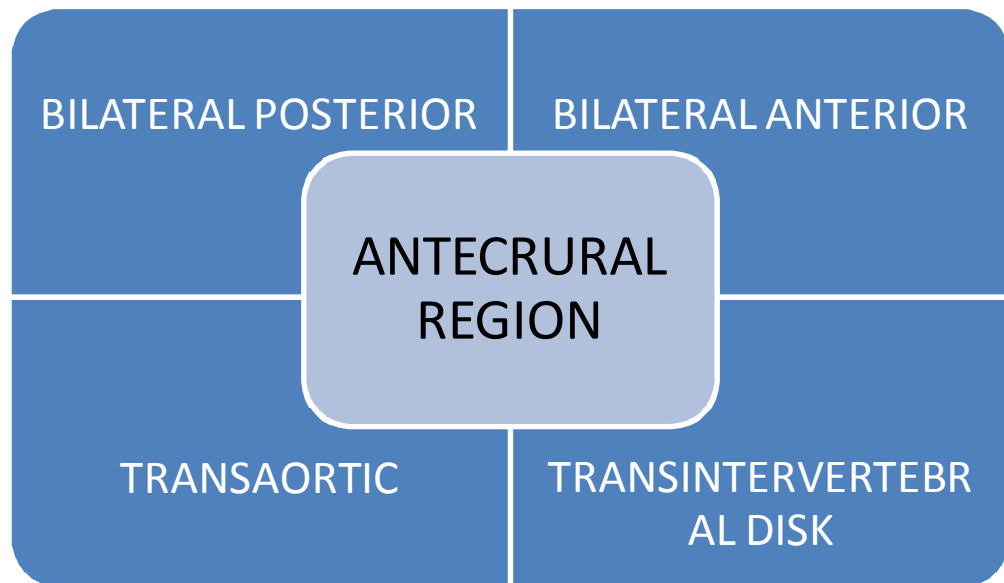 BILATERAL POSTERIOR
BILATERAL ANTERIOR
ANTECRURAL
REGION
TRANSAORTIC
TRANSINTERVERTEBR
AL DISK